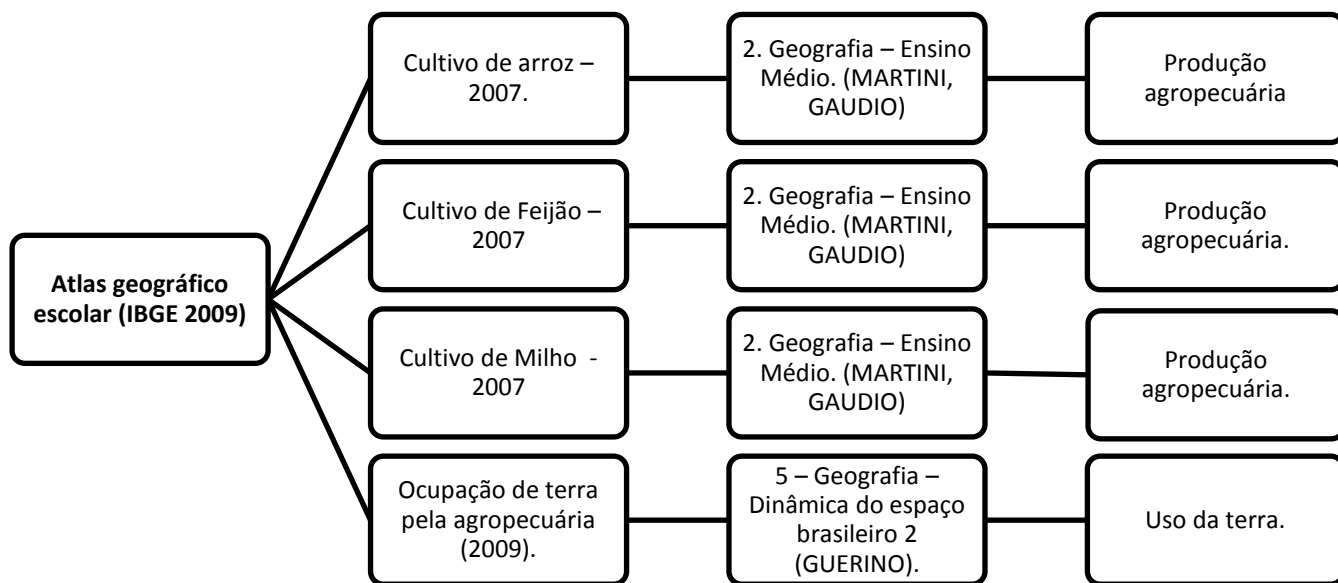 Atlas geográfico
escolar (IBGE 2009)
Cultivo de arroz –
2007.
2. Geografia – Ensino
Médio. (MARTINI,
GAUDIO)
Produção
agropecuária
Cultivo de Feijão –
2007
2. Geografia – Ensino
Médio. (MARTINI,
GAUDIO)
Produção
agropecuária.
Cultivo de Milho -
2007
2. Geografia – Ensino
Médio. (MARTINI,
GAUDIO)
Produção
agropecuária.
Ocupação de terra
pela agropecuária
(2009).
5 – Geografia –
Dinâmica do espaço
brasileiro 2
(GUERINO).
Uso da terra.